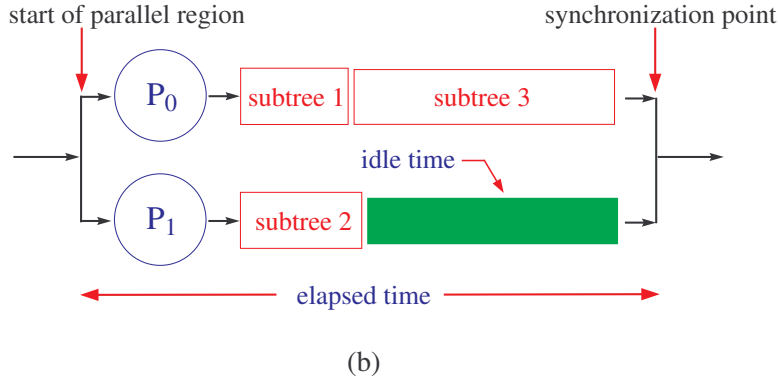 start of parallel region
synchronization point
P0
subtree 1
subtree 3
idle time
P1
subtree 2
elapsed time
(b)